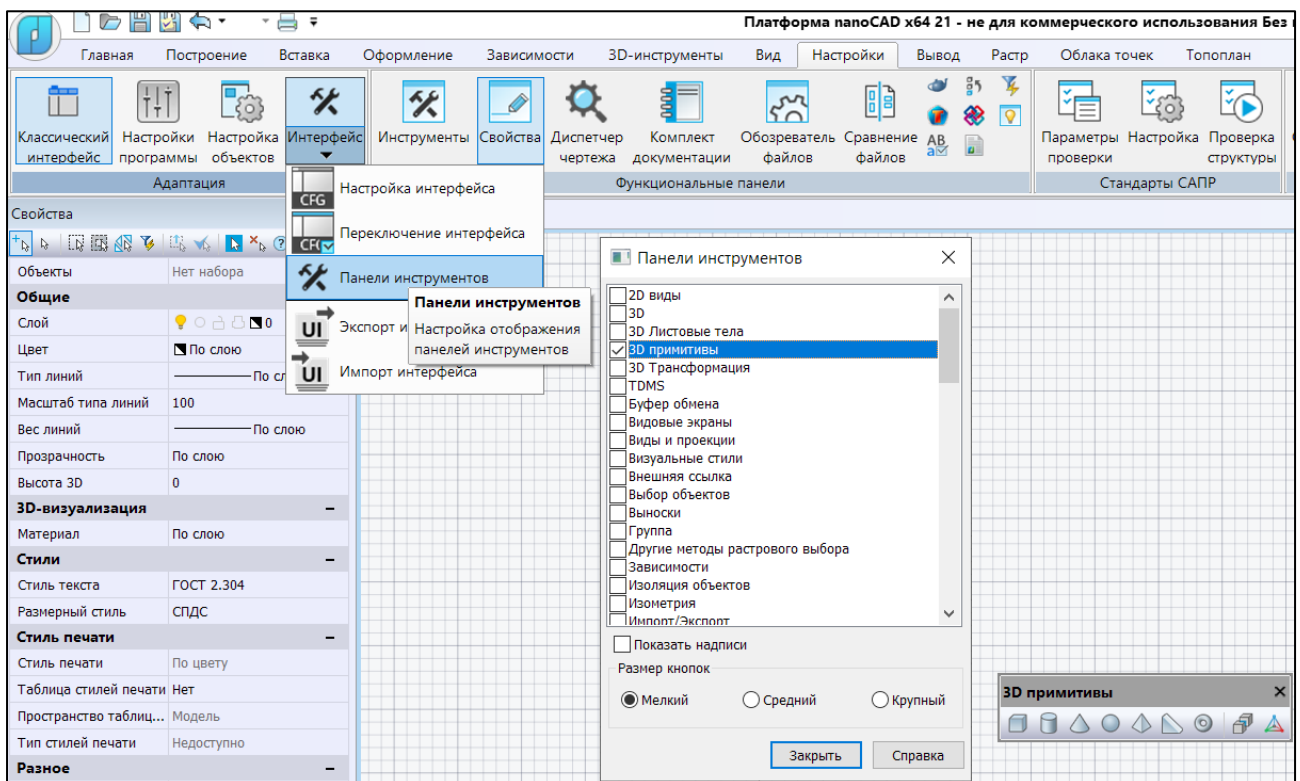 Платформа nanoCAD x64 21 - не для коммерческого использования Без
Главная Построение Вставка Оформление Зависимости 3D-инструменты Вид Настройки Вывод Растр Облака точек Топоплан
Классический интерфейс
Настройки программы
Настройка объектов
Интерфейс
Инструменты
Свойства
Диспетчер чертежа
Комплект документации
Обозреватель файлов
Сравнение файлов
Параметры проверки
Настройка
Проверка структуры
Адаптация
Функциональные панели
Стандарты САПР
CFG Настройка интерфейса
Переключение интерфейса
Панели инструментов
Панели инструментов
Настройка отображения
панелей инструментов
UI Экспорт и
UI Импорт интерфейса
Свойства
Объекты Нет набора
Общие
Слой 0
Цвет По слою
Тип линий По сл
Масштаб типа линий 100
Вес линий По слою
Прозрачность По слою
Высота 3D 0
3D-визуализация
Материал По слою
Стили
Стиль текста ГОСТ 2.304
Размерный стиль СПДС
Стиль печати
Стиль печати По цвету
Таблица стилей печати Нет
Пространство таблиц... Модель
Тип стилей печати Недоступно
Разное
Панели инструментов
2D виды
3D
3D Листовые тела
3D примитивы
3D Трансформация
TDMS
Буфер обмена
Видовые экраны
Виды и проекции
Визуальные стили
Внешняя ссылка
Выбор объектов
Выноски
Группа
Другие методы растрового выбора
Зависимости
Изоляция объектов
Изометрия
Импорт/Экспорт
Показать надписи
Размер кнопок
Мелкий Средний Крупный
Закрыть Справка
3D примитивы